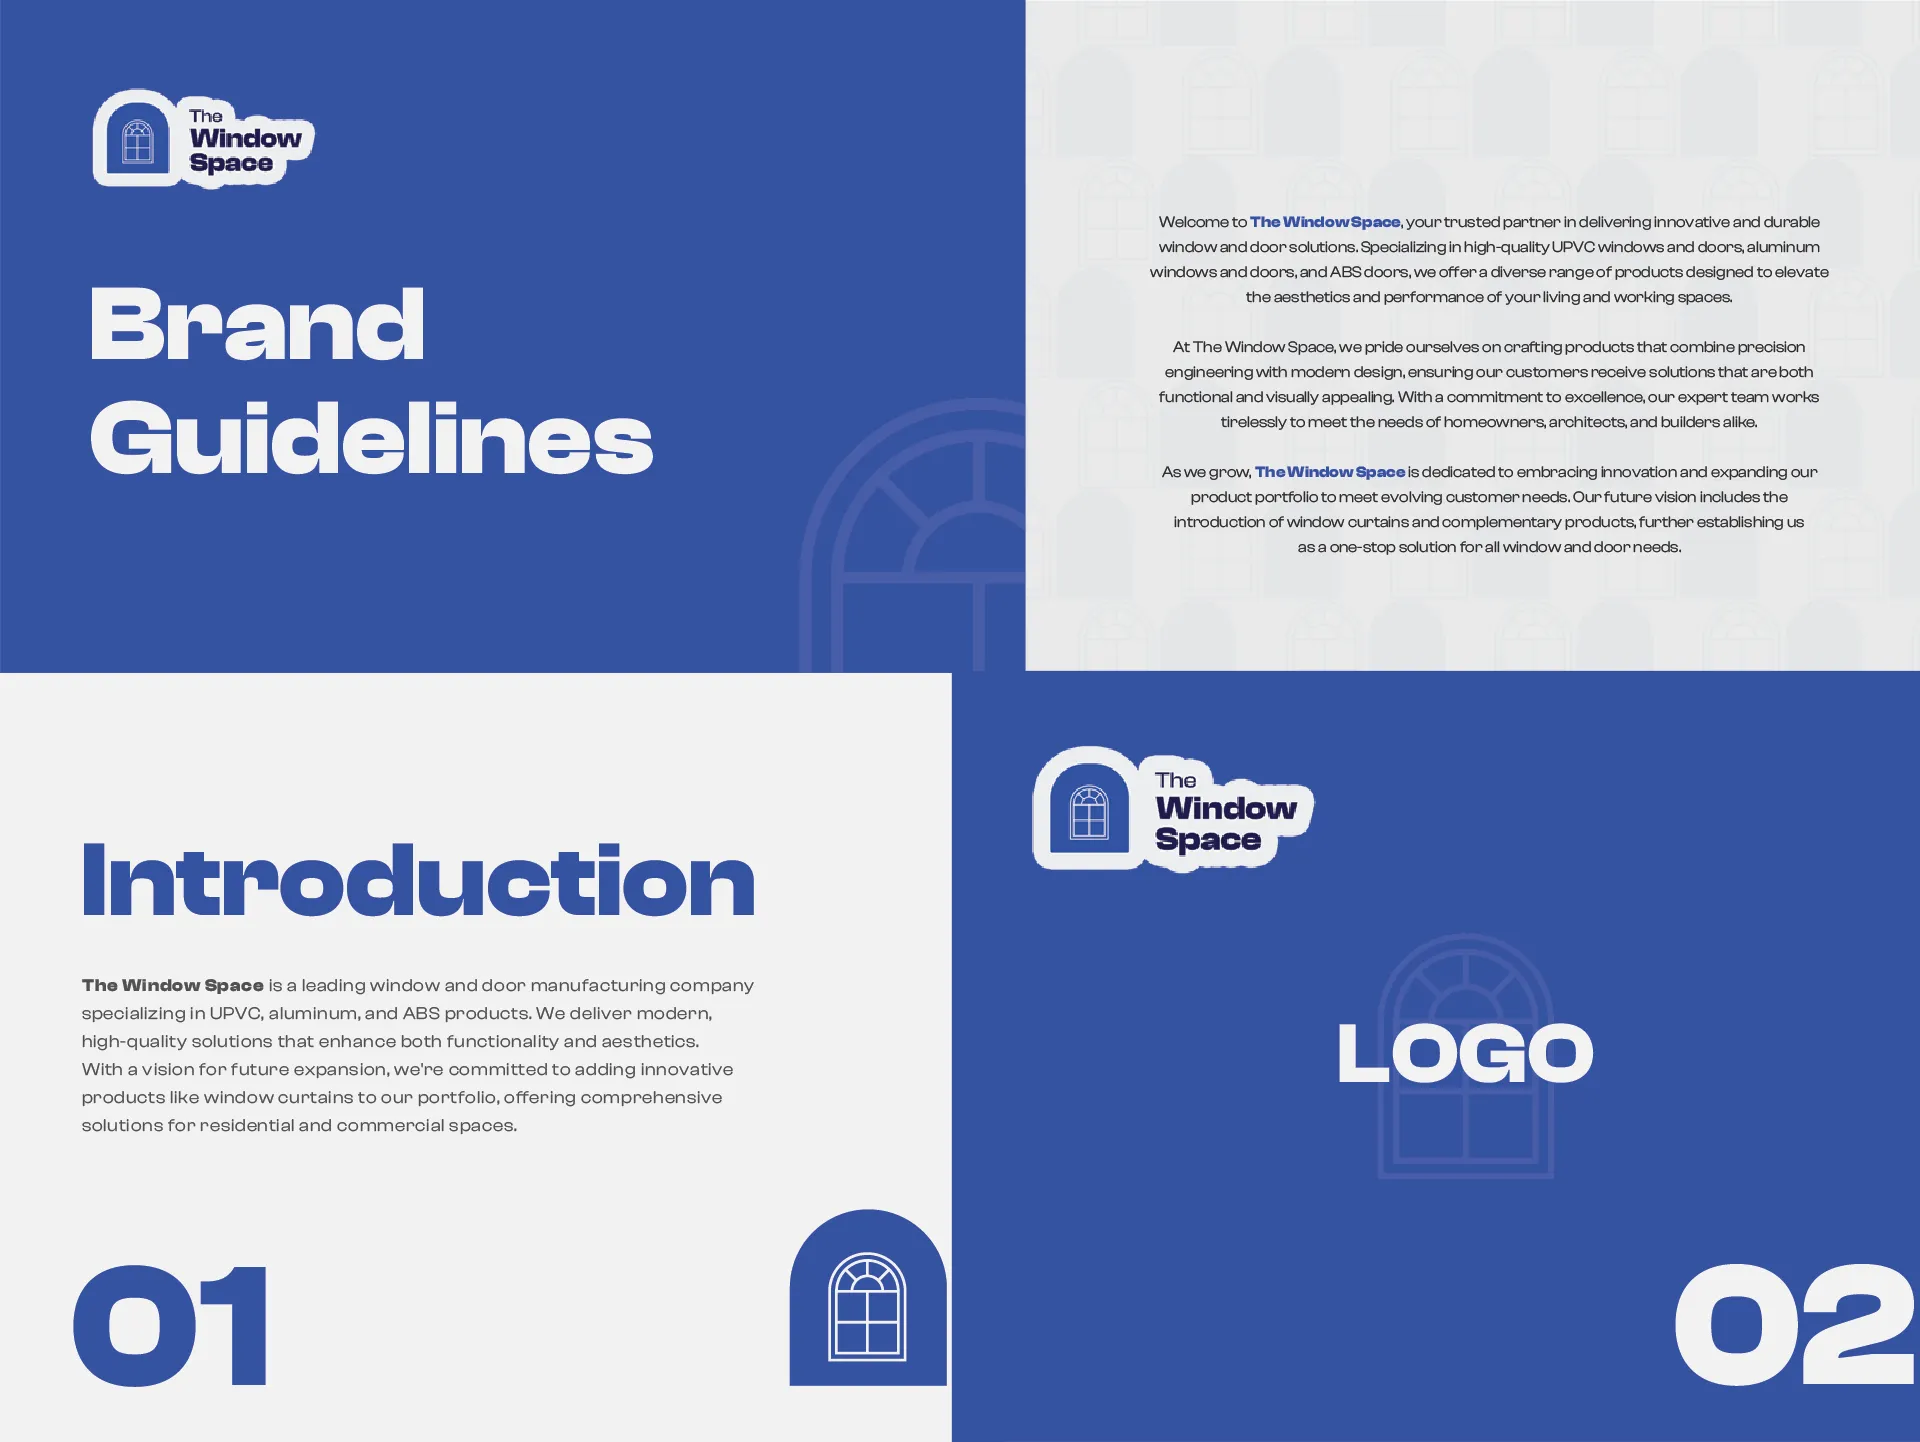 The
Window
Space
Brand
Guidelines
Welcome to The Window Space, your trusted partner in delivering innovative and durable
window and door solutions. Specializing in high-quality UPVC windows and doors, aluminum
windows and doors, and ABS doors, we offer a diverse range of products designed to elevate
the aesthetics and performance of your living and working spaces.
At The Window Space, we pride ourselves on crafting products that combine precision
engineering with modern design, ensuring our customers receive solutions that are both
functional and visually appealing. With a commitment to excellence, our expert team works
tirelessly to meet the needs of homeowners, architects, and builders alike.
As we grow, The Window Space is dedicated to embracing innovation and expanding our
product portfolio to meet evolving customer needs. Our future vision includes the
introduction of window curtains and complementary products, further establishing us
as a one-stop solution for all window and door needs.
Introduction
The Window Space is a leading window and door manufacturing company
specializing in UPVC, aluminum, and ABS products. We deliver modern,
high-quality solutions that enhance both functionality and aesthetics.
With a vision for future expansion, we're committed to adding innovative
products like window curtains to our portfolio, offering comprehensive
solutions for residential and commercial spaces.
01
The
Window
Space
LOGO
02